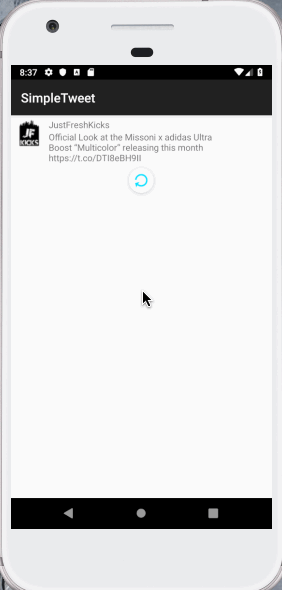 8:37
SimpleTweet
JF
KICKS
JustFreshKicks
Official Look at the Missoni x adidas Ultra
Boost “Multicolor” releasing this month
https://t.co/DTI8eBH9II